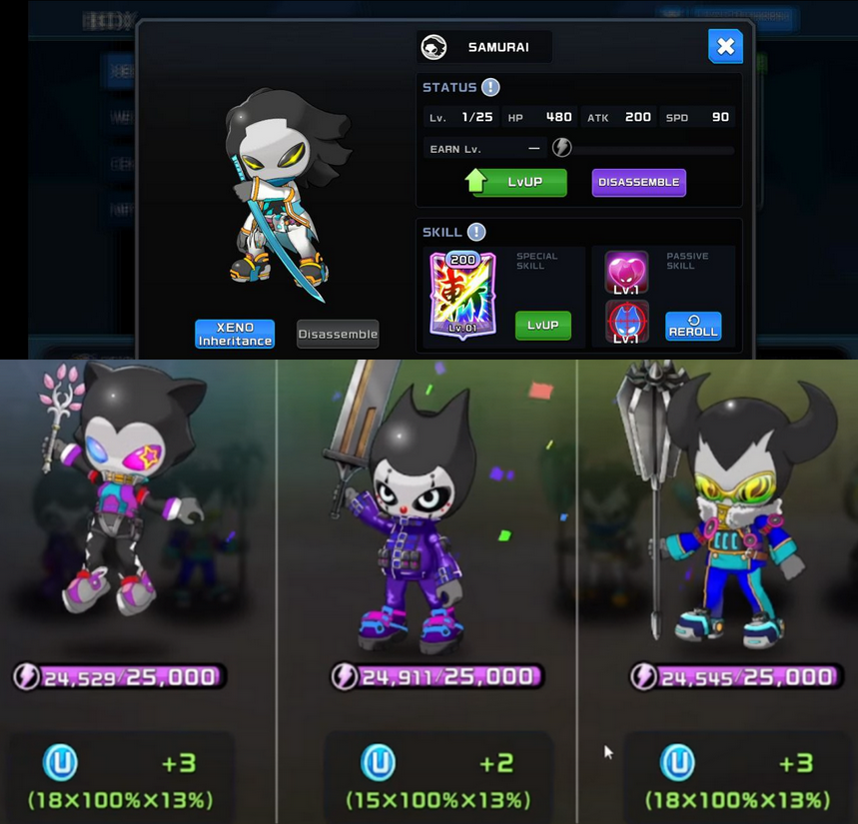 SAMURAI
STATUS !
Lv. 1/25 HP 480 ATK 200 SPD 90
EARN Lv. —
LvUP DISASSEMBLE
SKILL !
200
斬
Lv.01
SPECIAL
SKILL
LvUP
PASSIVE
SKILL
Lv.1
Lv.1
REROLL
XENO
Inheritance
Disassemble
24,529/25,000 24,911/25,000 24,545/25,000
U +3 U +2 U +3
(18×100%×13%) (15×100%×13%) (18×100%×13%)